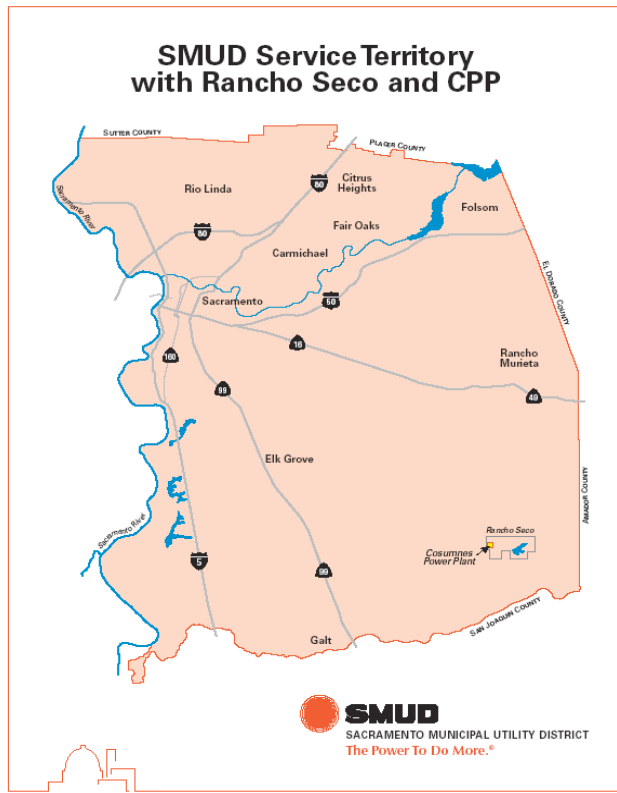 SMUD Service Territory
with Rancho Seco and CPP
SUTTER COUNTY
PLACER COUNTY
80
Citrus
Heights
Rio Linda
Sacramento River
Folsom
Fair Oaks
80
Carmichael
EL DORADO COUNTY
Sacramento
50
16
160
Rancho
Murieta
99
49
Elk Grove
AMADOR COUNTY
Sacramento River
Rancho Seco
Cosumnes
Power Plant
5
99
SAN JOAQUIN COUNTY
Galt
SMUD
SACRAMENTO MUNICIPAL UTILITY DISTRICT
The Power To Do More.®